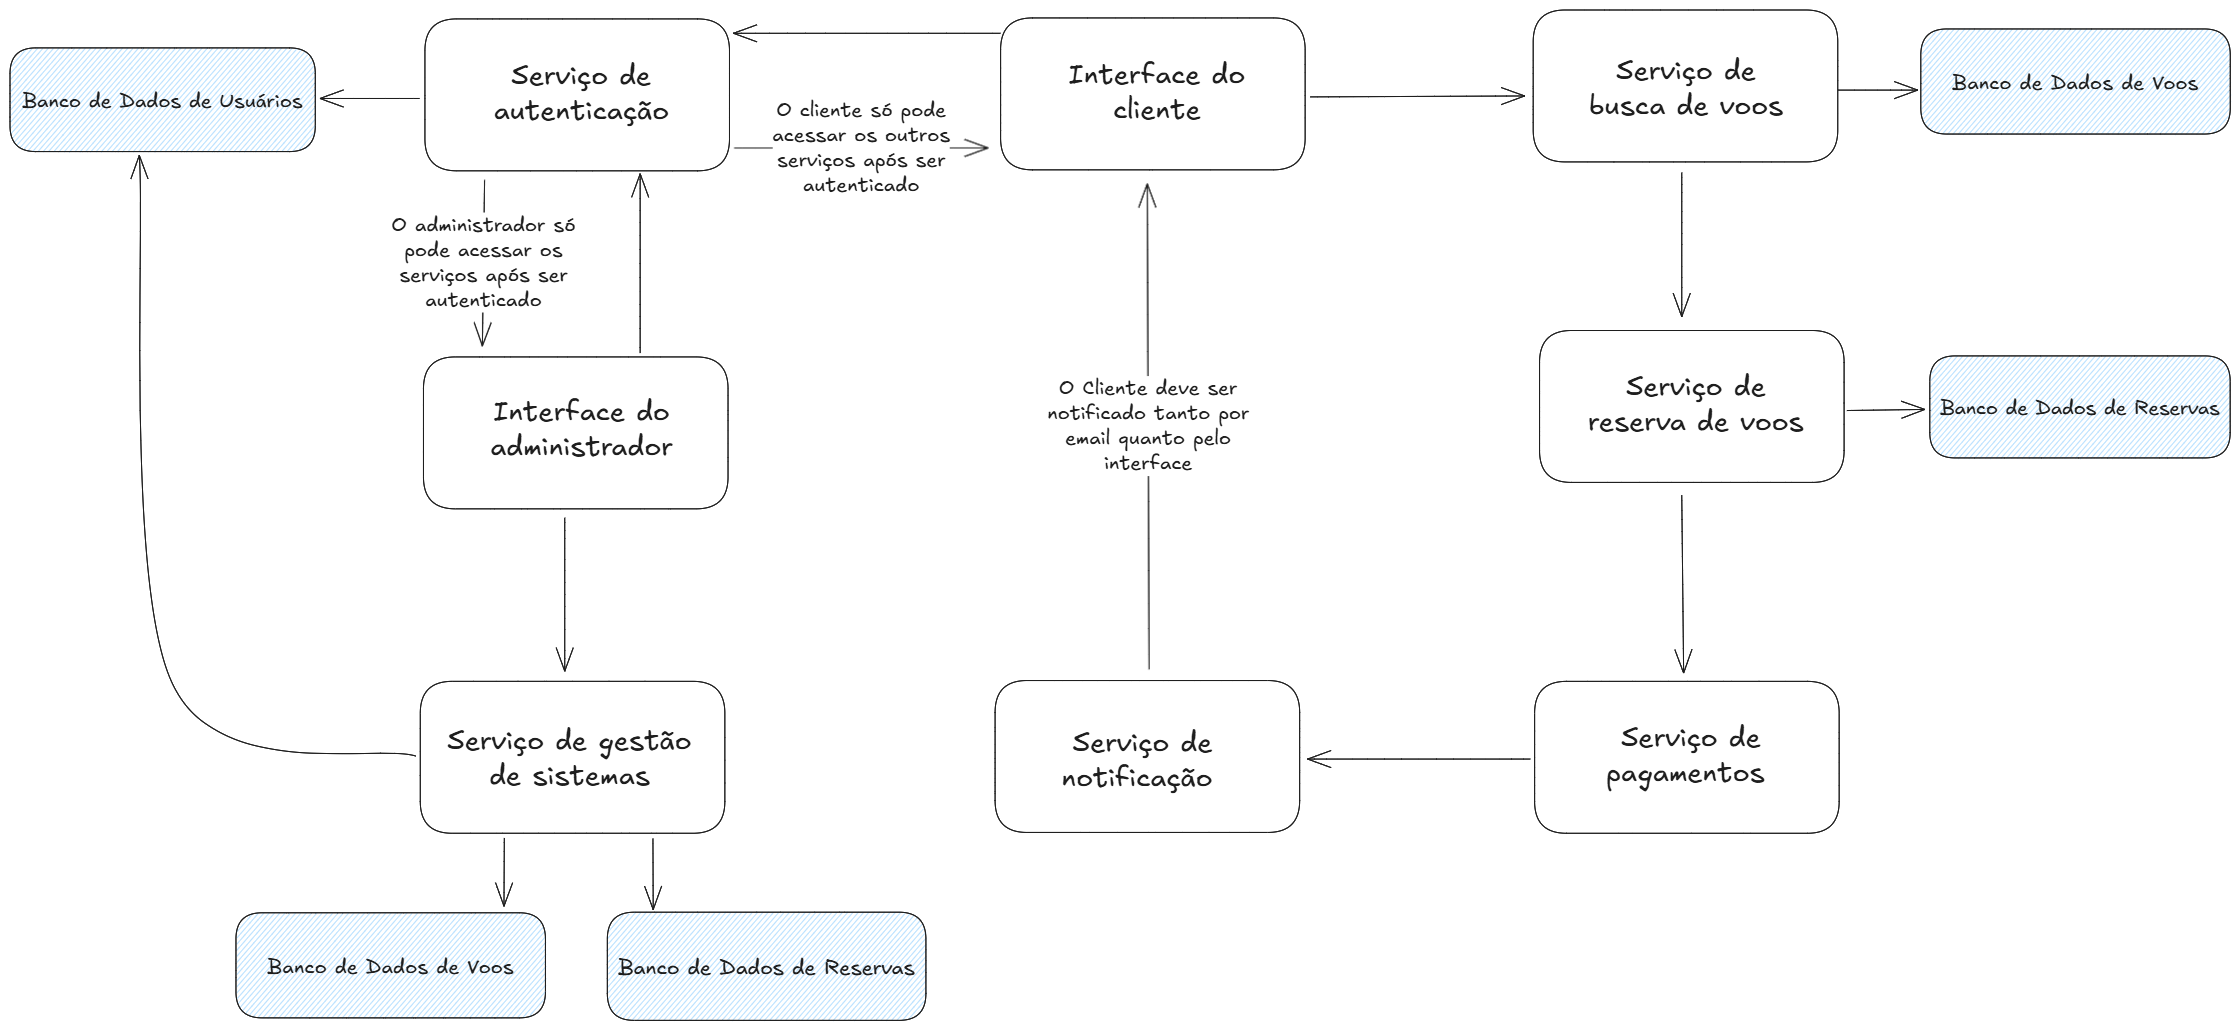 Banco de Dados de Usuários
Serviço de
autenticação
O cliente só pode
acessar os outros
serviços após ser
autenticado
Interface do
cliente
Serviço de
busca de voos
Banco de Dados de Voos
O administrador só
pode acessar os
serviços após ser
autenticado
Interface do
administrador
O Cliente deve ser
notificado tanto por
email quanto pelo
interface
Serviço de
reserva de voos
Banco de Dados de Reservas
Serviço de gestão
de sistemas
Serviço de
notificação
Serviço de
pagamentos
Banco de Dados de Voos
Banco de Dados de Reservas